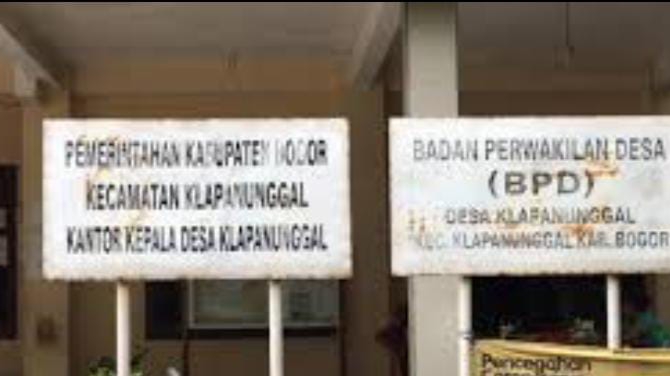 PEMERINTAHAN KABUPATEN BOGOR
KECAMATAN KLAPANUNGGAL
KANTOR KEPALA DESA KLAPANUNGGAL
BADAN PERWAKILAN DESA
(BPD)
DESA KLAPANUNGGAL
KEC. KLAPANUNGGAL KAB. BOGOR
Pencegahan